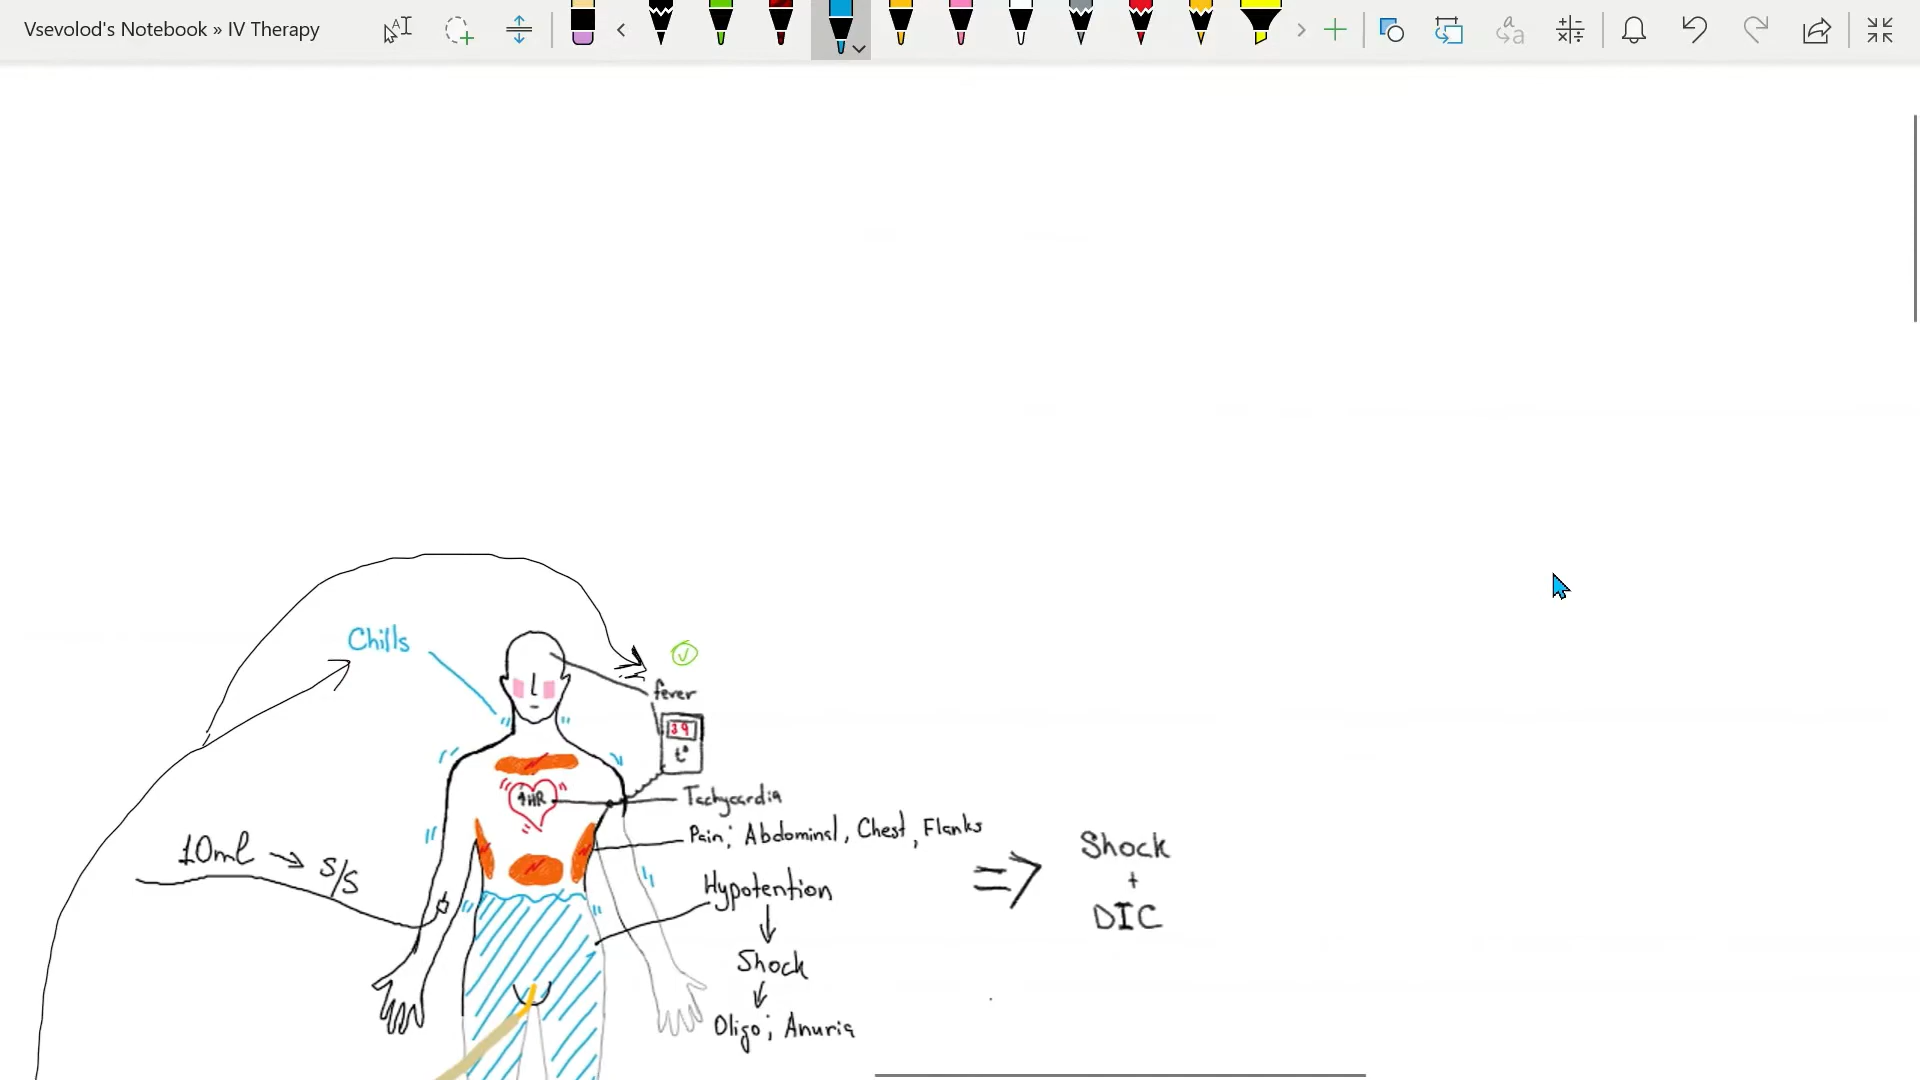 Vsevolod's Notebook » IV Therapy
Chills
fever
39
t°
HR
Tachycardia
Pain; Abdominal, Chest, Flanks
10ml → S/S
Hypotention
Shock
+
DIC
Shock
Oligo; Anuria